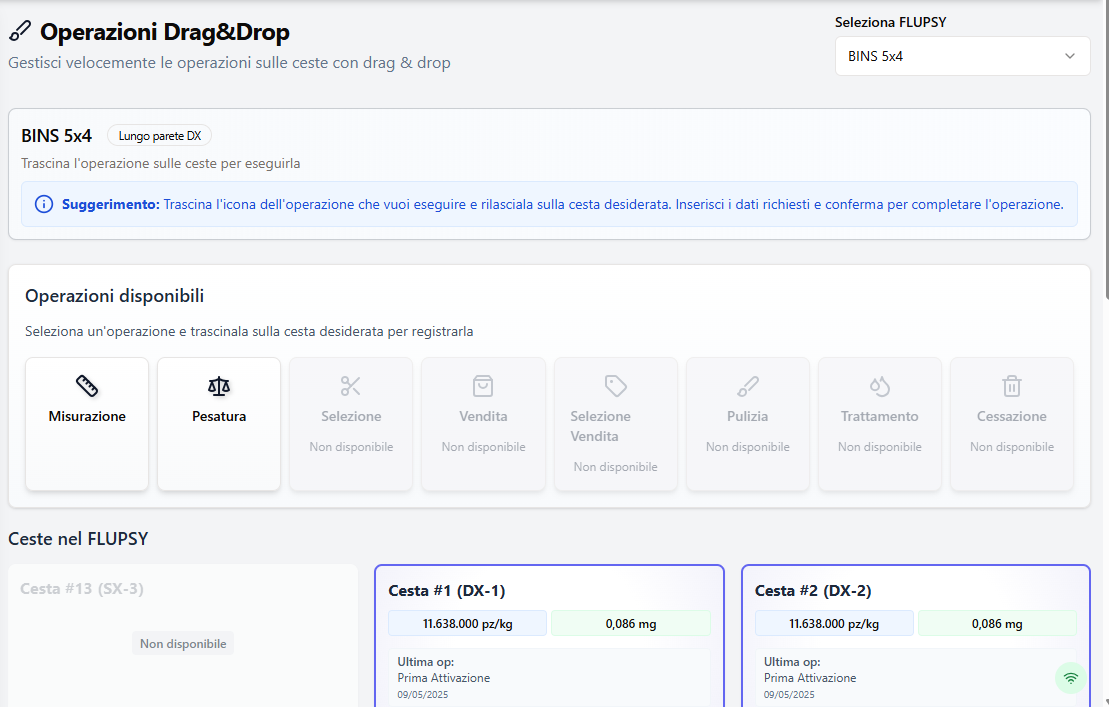 Operazioni Drag&Drop
Gestisci velocemente le operazioni sulle ceste con drag & drop
Seleziona FLUPSY
BINS 5x4
BINS 5x4
Lungo parete DX
Trascina l'operazione sulle ceste per eseguirla
Suggerimento: Trascina l'icona dell'operazione che vuoi eseguire e rilasciala sulla cesta desiderata. Inserisci i dati richiesti e conferma per completare l'operazione.
Operazioni disponibili
Seleziona un'operazione e trascinala sulla cesta desiderata per registrarla
Misurazione
Pesatura
Selezione
Non disponibile
Vendita
Non disponibile
Selezione
Vendita
Non disponibile
Pulizia
Non disponibile
Trattamento
Non disponibile
Cessazione
Non disponibile
Ceste nel FLUPSY
Cesta #13 (SX-3)
Non disponibile
Cesta #1 (DX-1)
11.638.000 pz/kg
0,086 mg
Ultima op:
Prima Attivazione
09/05/2025
Cesta #2 (DX-2)
11.638.000 pz/kg
0,086 mg
Ultima op:
Prima Attivazione
09/05/2025